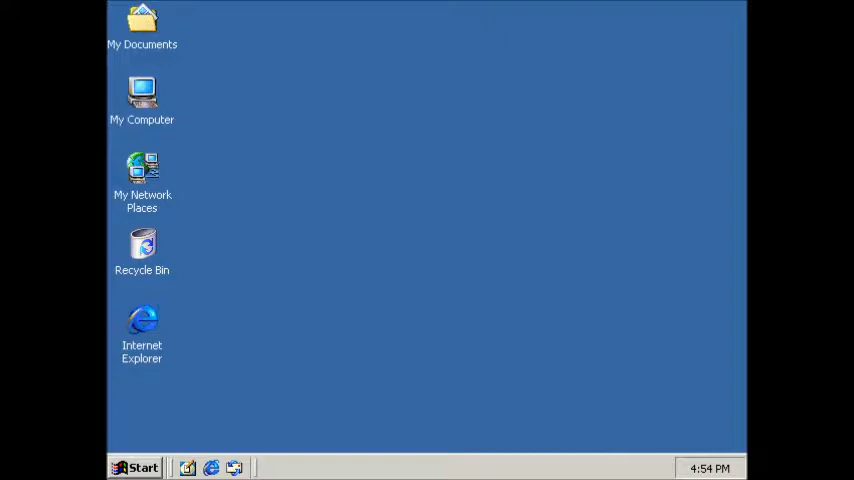 My Documents
My Computer
My Network
Places
Recycle Bin
Internet
Explorer
Start
4:54 PM